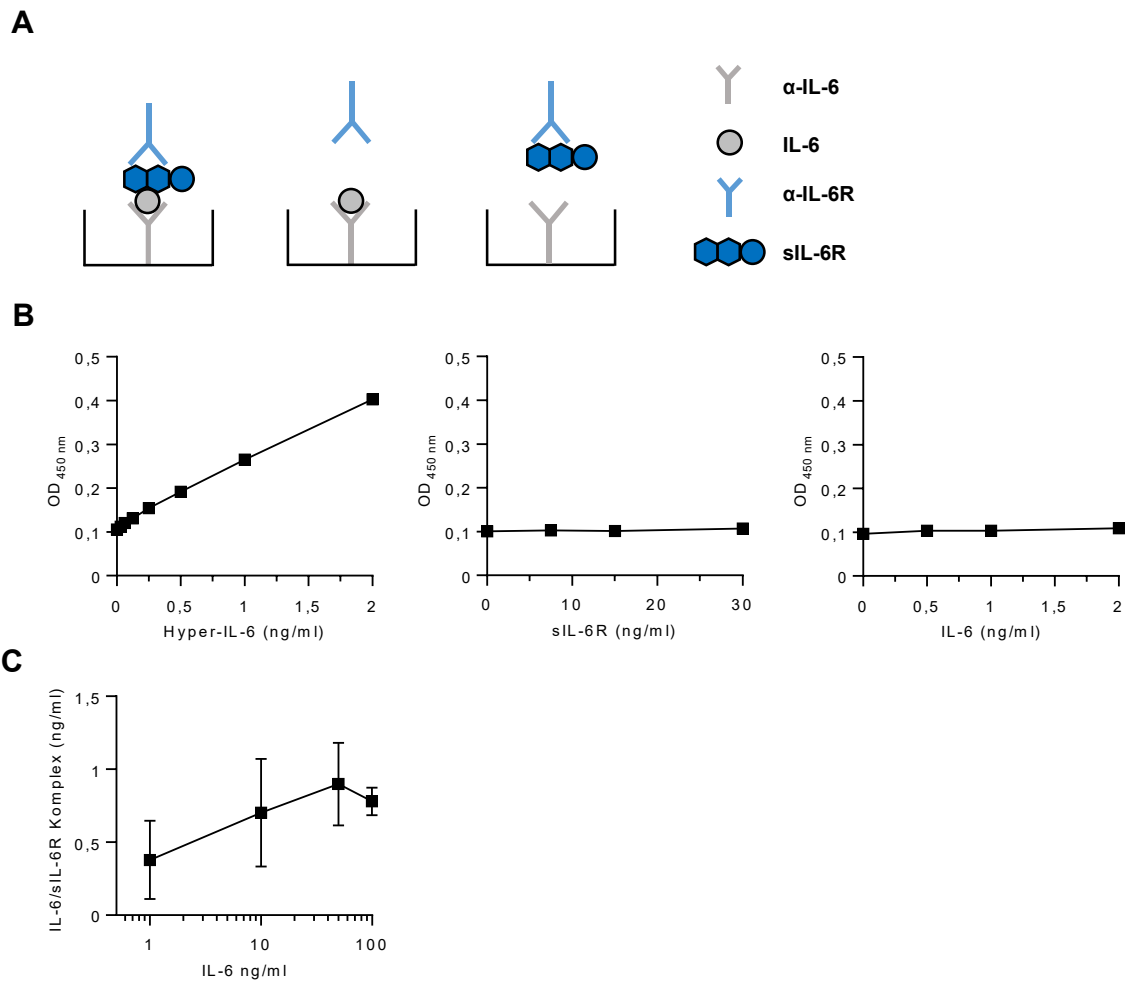 A
α-IL-6
IL-6
α-IL-6R
sIL-6R
B
0,5
0,4
0,3
0,2
0,1
0
OD 450 nm
0 0,5 1 1,5 2
Hyper-IL-6 (ng/ml)
0,5
0,4
0,3
0,2
0,1
0
OD 450 nm
0 10 20 30
sIL-6R (ng/ml)
0,5
0,4
0,3
0,2
0,1
0
OD 450 nm
0 0,5 1 1,5 2
IL-6 (ng/ml)
C
1,5
1
0,5
0
IL-6/sIL-6R Komplex (ng/ml)
1 10 100
IL-6 ng/ml